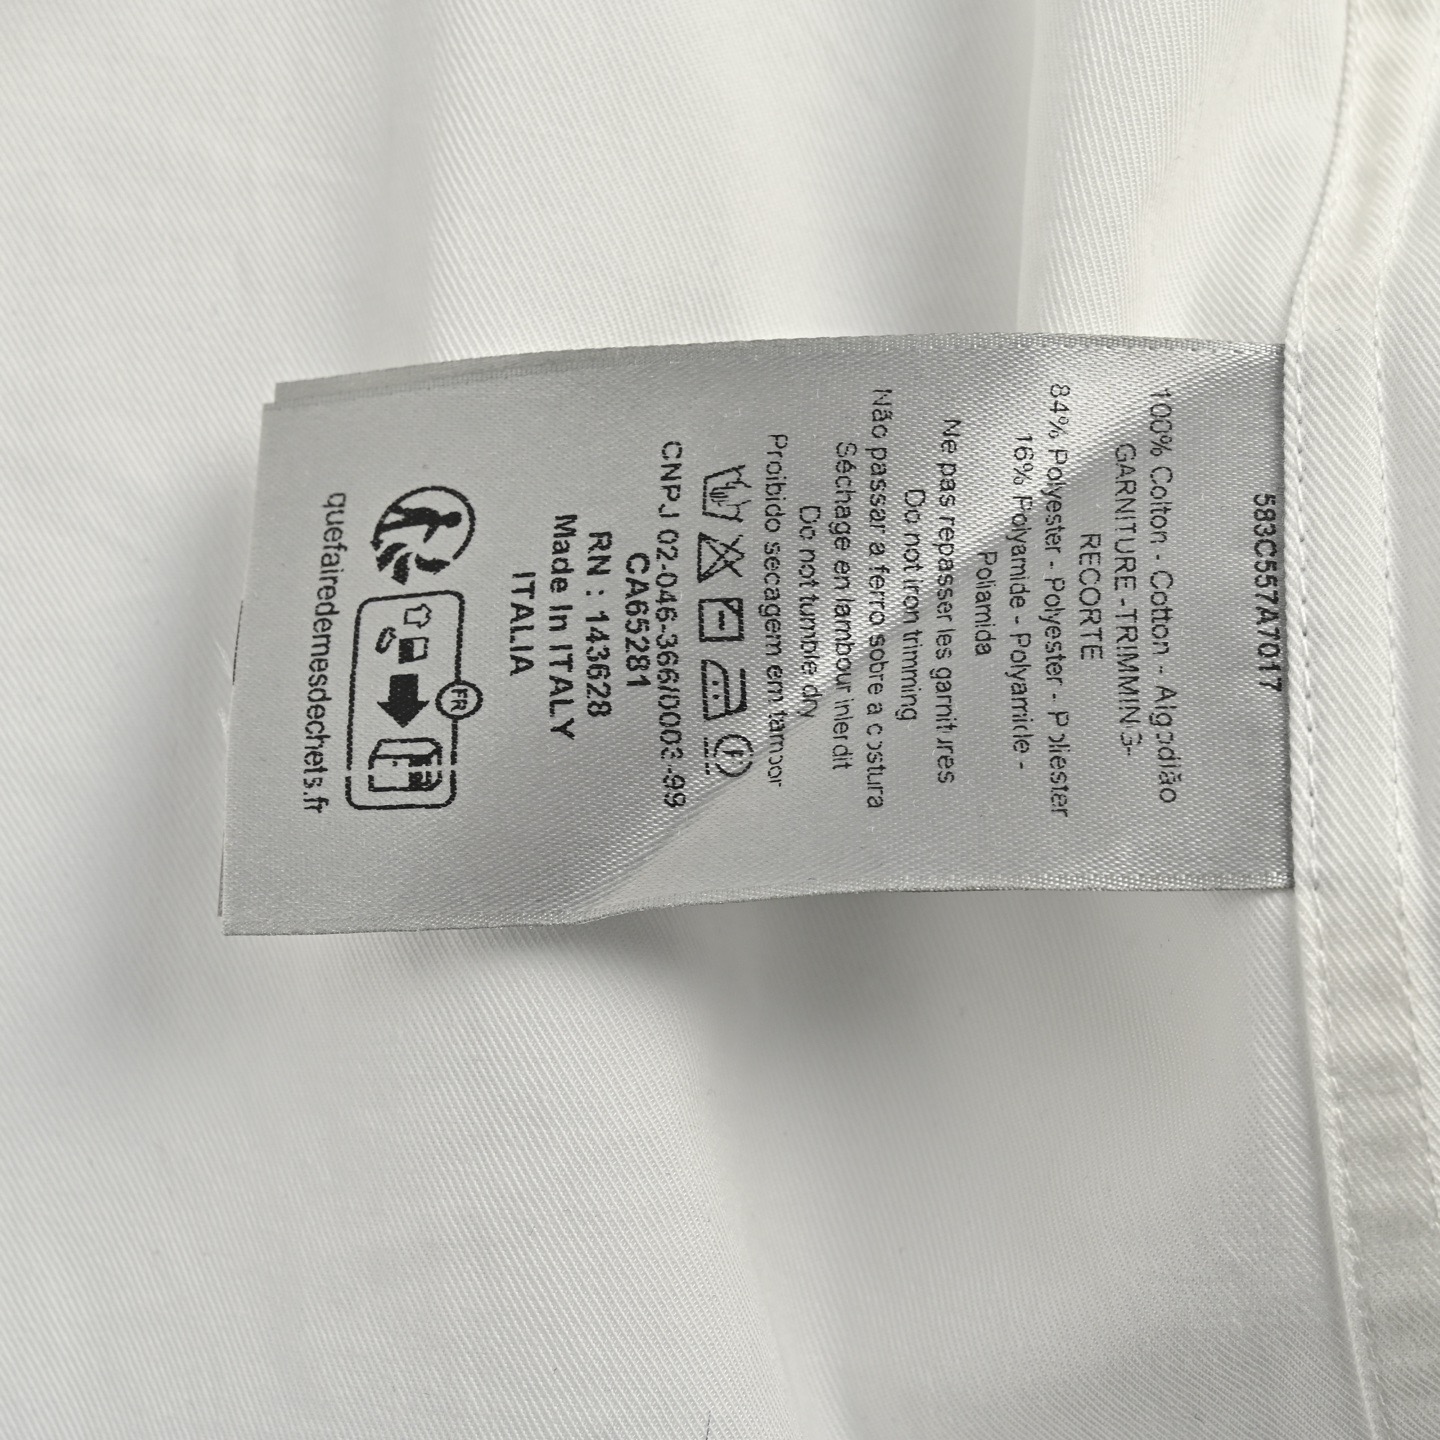 583C557A7017
100% Coton - Cotton - Algodão
GARNITURE - TRIMMING-
RECORTE
84% Polyester - Polyester - Poliester
16% Polyamide - Polyamide -
Poliamida
Ne pas repasser les garnitures
Do not iron trimming
Não passar a ferro sobre a costura
Séchage en tambour interdit
Do not tumble dry
Proibido secagem em tambor
F
CNPJ 02-046-366/0003-99
CA65281
RN : 143628
Made In ITALY
ITALIA
FR
quefairedemesdechets.fr